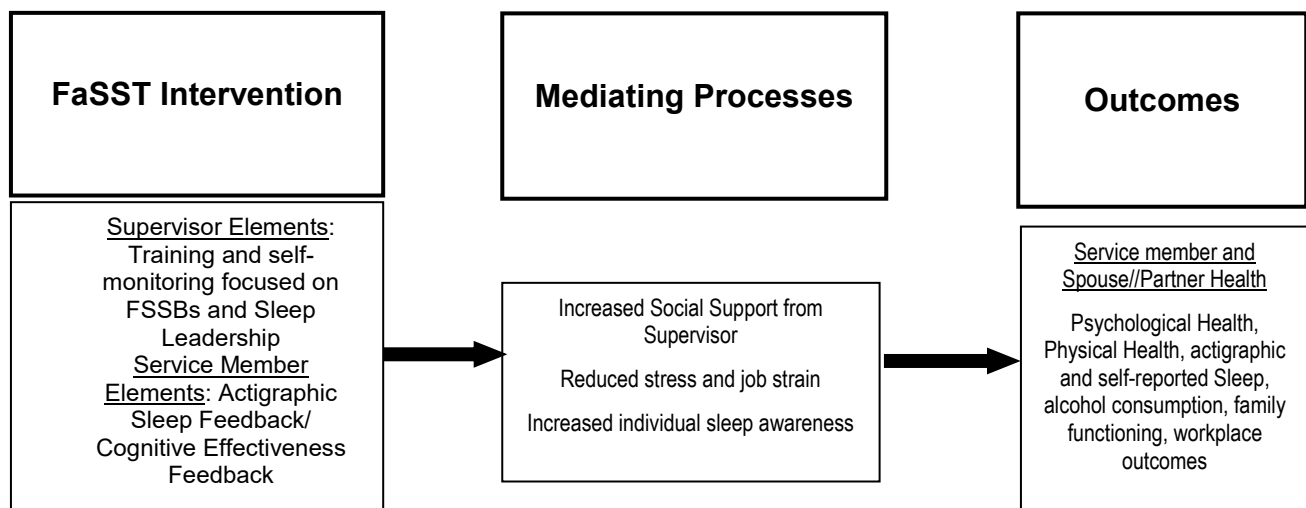 FaSST Intervention
Supervisor Elements:
Training and self-
monitoring focused on
FSSBs and Sleep
Leadership
Service Member
Elements: Actigraphic
Sleep Feedback/
Cognitive Effectiveness
Feedback
Mediating Processes
Increased Social Support from
Supervisor
Reduced stress and job strain
Increased individual sleep awareness
Outcomes
Service member and
Spouse//Partner Health
Psychological Health,
Physical Health, actigraphic
and self-reported Sleep,
alcohol consumption, family
functioning, workplace
outcomes